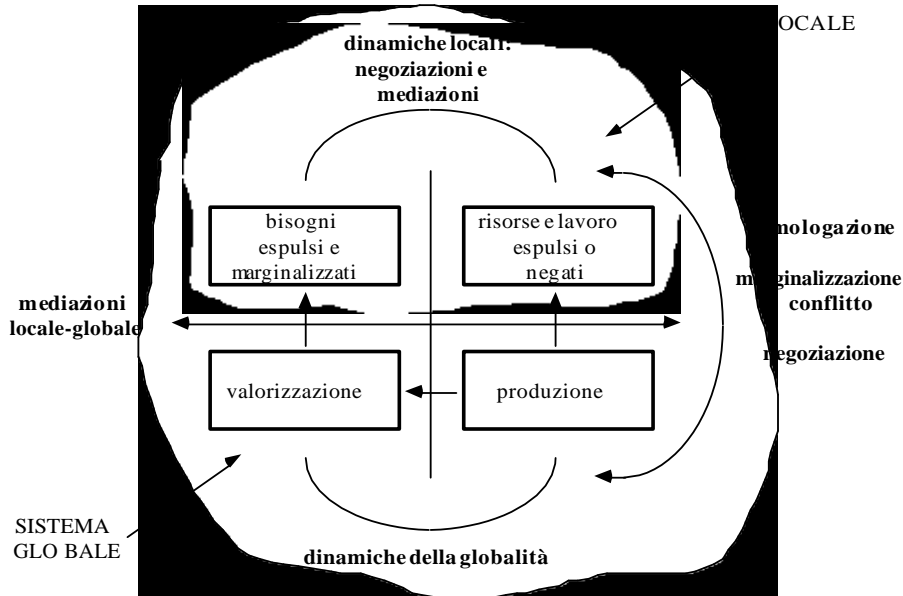 OCALE
dinamiche locali:
negoziazioni e
mediazioni
bisogni
espulsi e
marginalizzati
risorse e lavoro
espulsi o
negati
mologazione
marginalizzazione
conflitto
negoziazione
mediazioni
locale-globale
valorizzazione
produzione
SISTEMA
GLO BALE
dinamiche della globalità